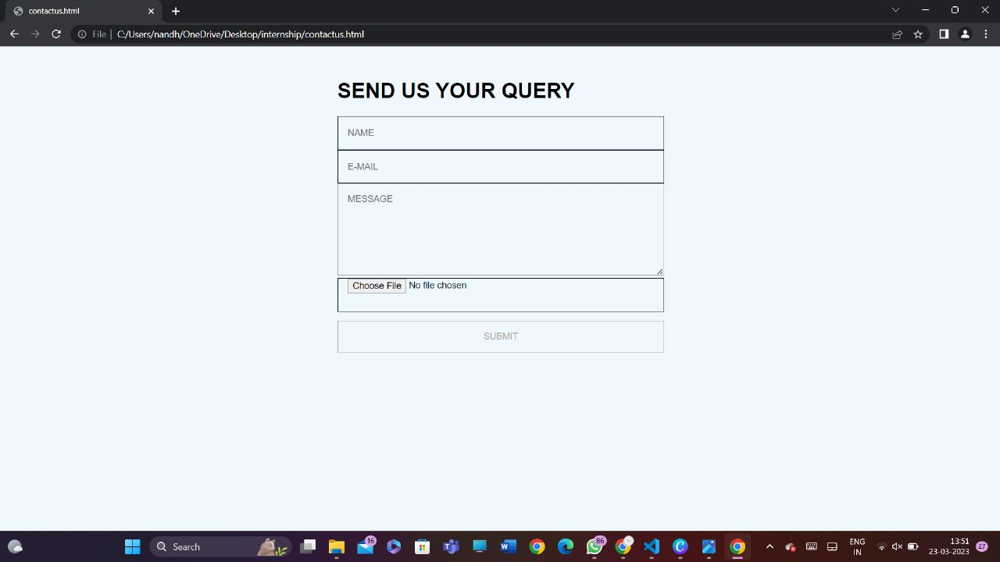 contactus.html
File | C:/Users/nandh/OneDrive/Desktop/internship/contactus.html
SEND US YOUR QUERY
NAME
E-MAIL
MESSAGE
Choose File No file chosen
SUBMIT
Search
16
86
ENG
IN
13:51
23-03-2023
27